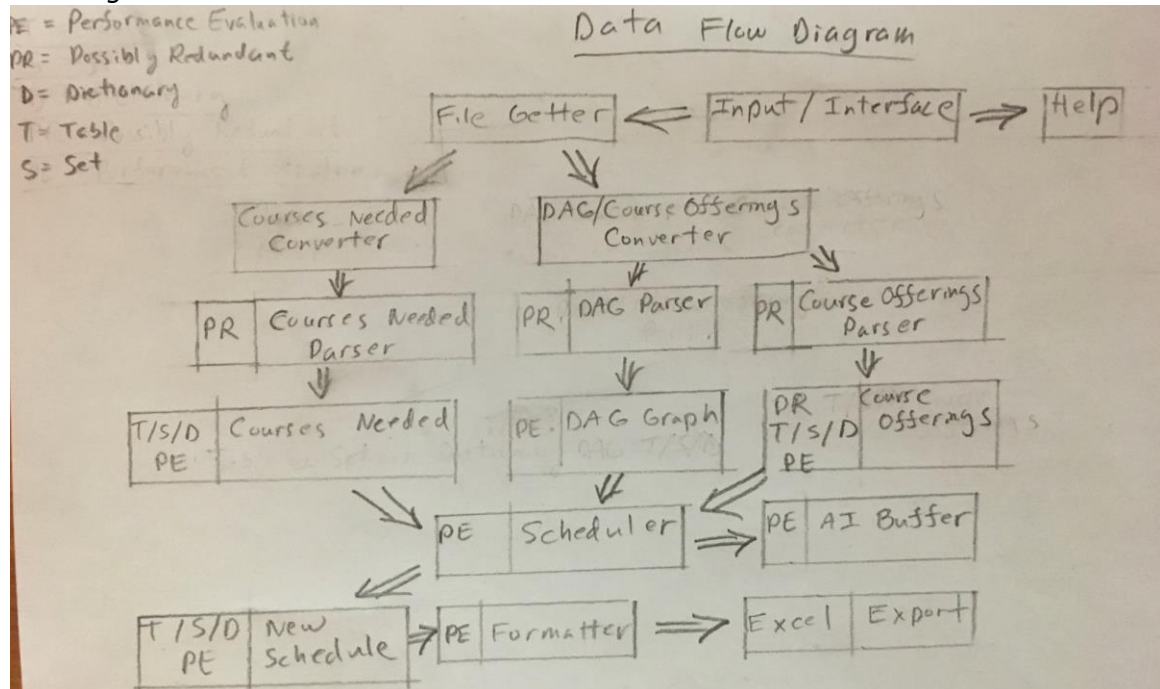 PE = Performance Evaluation
PR = Possibly Redundant
D = Dictionary
T = Table
S = Set
Data Flow Diagram
File Getter
Input / Interface
Help
Courses Needed
Converter
DAG/Course Offerings
Converter
PR
Courses Needed
Parser
PR
DAG Parser
PR
Course Offerings
Parser
T/S/D
PE
Courses Needed
PE
DAG Graph
PR
T/S/D
PE
Course
Offerings
PE
Scheduler
PE
AI Buffer
T/S/D
PE
New
Schedule
PE
Formatter
Excel
Export